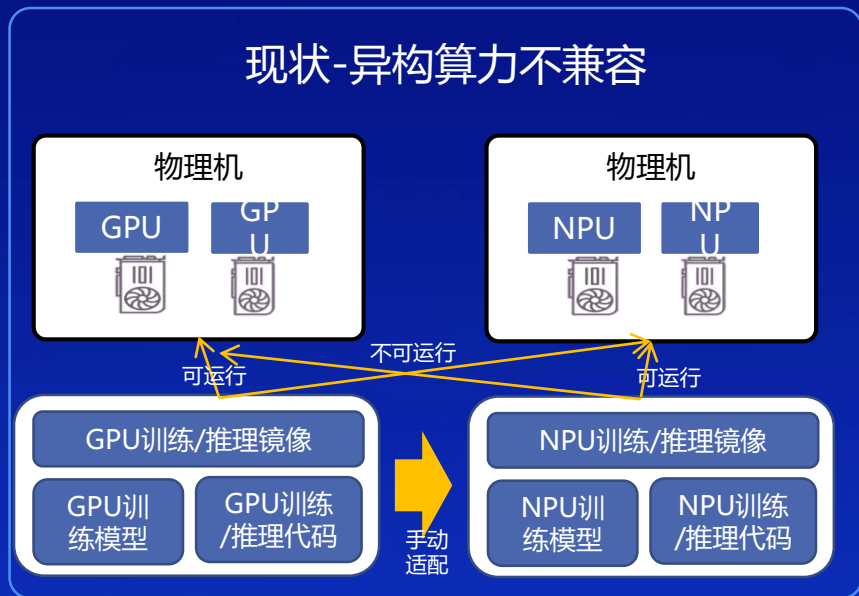 现状-异构算力不兼容
物理机
GPU
GP
U
物理机
NPU
NP
U
不可运行
可运行
可运行
GPU训练/推理镜像
GPU训
练模型
GPU训练
/推理代码
手动
适配
NPU训练/推理镜像
NPU训
练模型
NPU训练
/推理代码